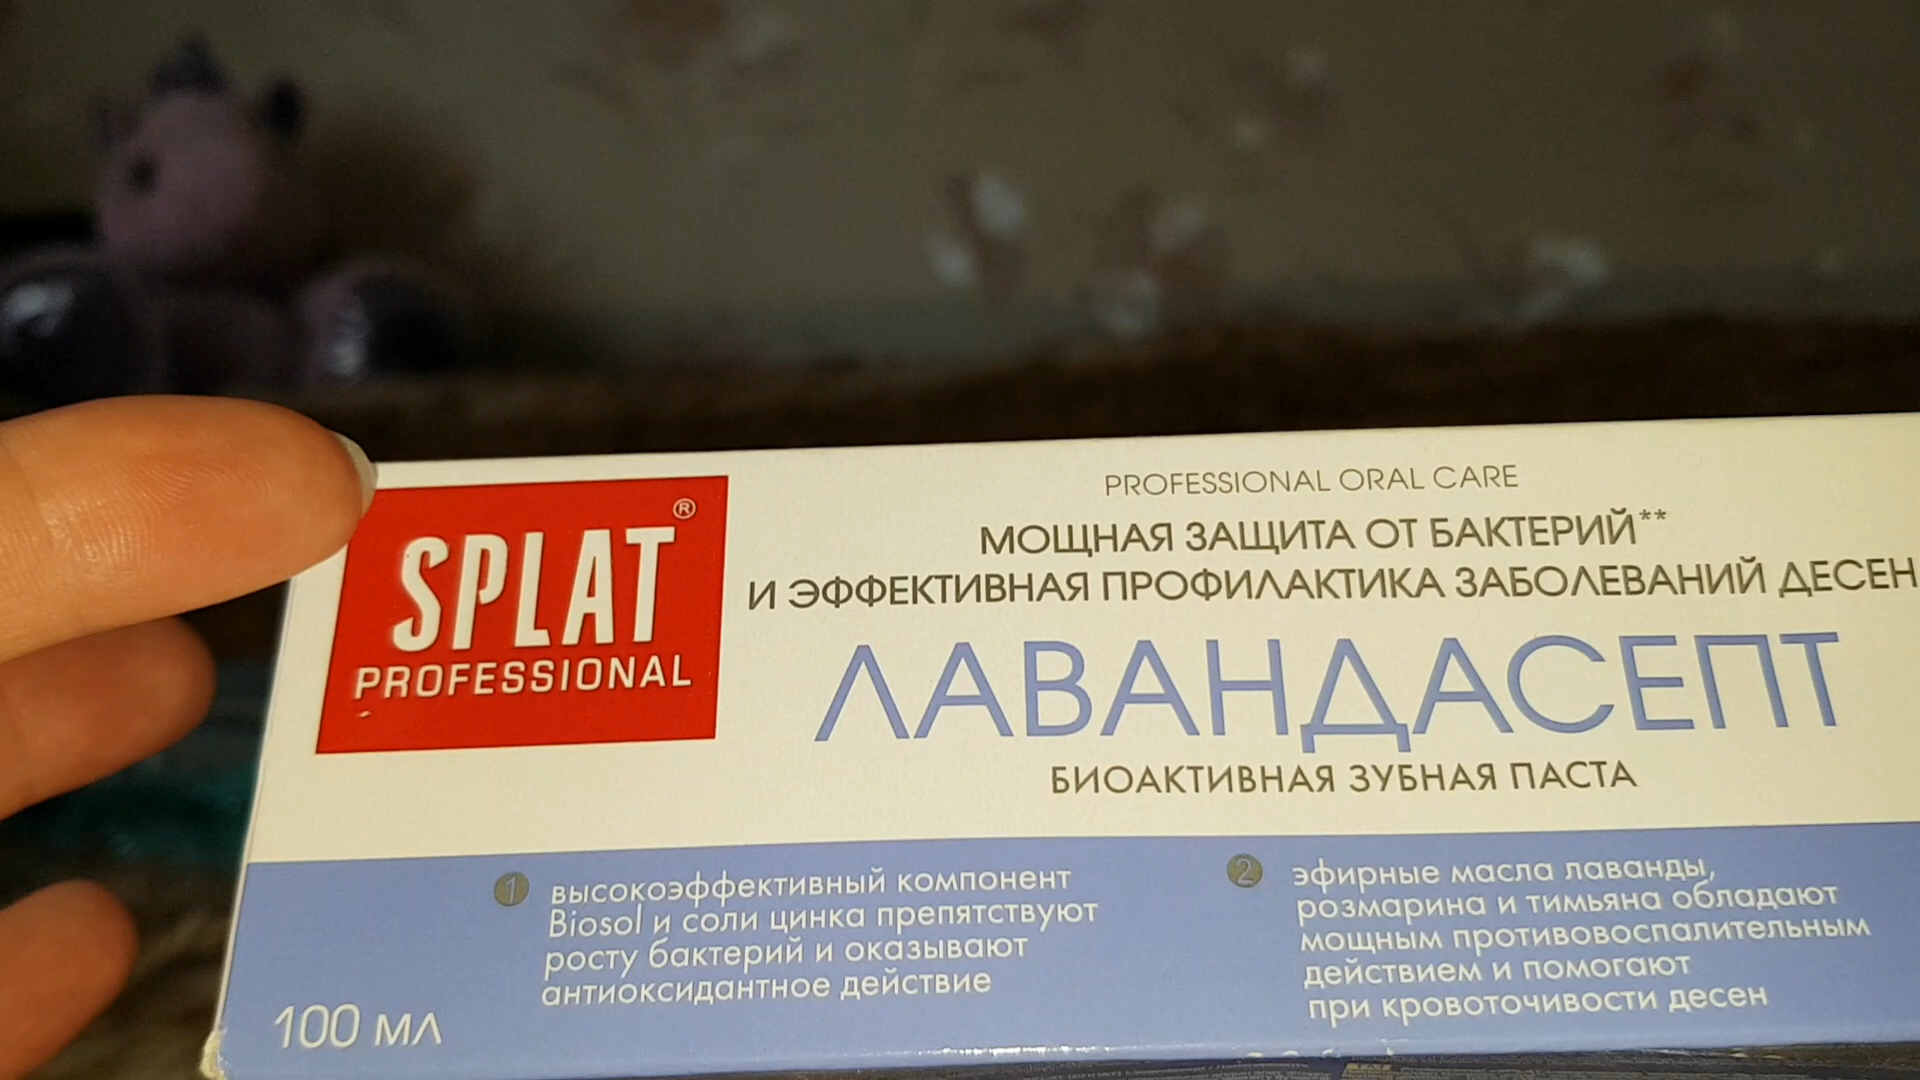 SPLAT®
PROFESSIONAL
PROFESSIONAL ORAL CARE
МОЩНАЯ ЗАЩИТА ОТ БАКТЕРИЙ**
И ЭФФЕКТИВНАЯ ПРОФИЛАКТИКА ЗАБОЛЕВАНИЙ ДЕСЕН
ЛАВАНДАСЕПТ
БИОАКТИВНАЯ ЗУБНАЯ ПАСТА
1 высокоэффективный компонент
Biosol и соли цинка препятствуют
росту бактерий и оказывают
антиоксидантное действие
2 эфирные масла лаванды,
розмарина и тимьяна обладают
мощным противовоспалительным
действием и помогают
при кровоточивости десен
100 мл